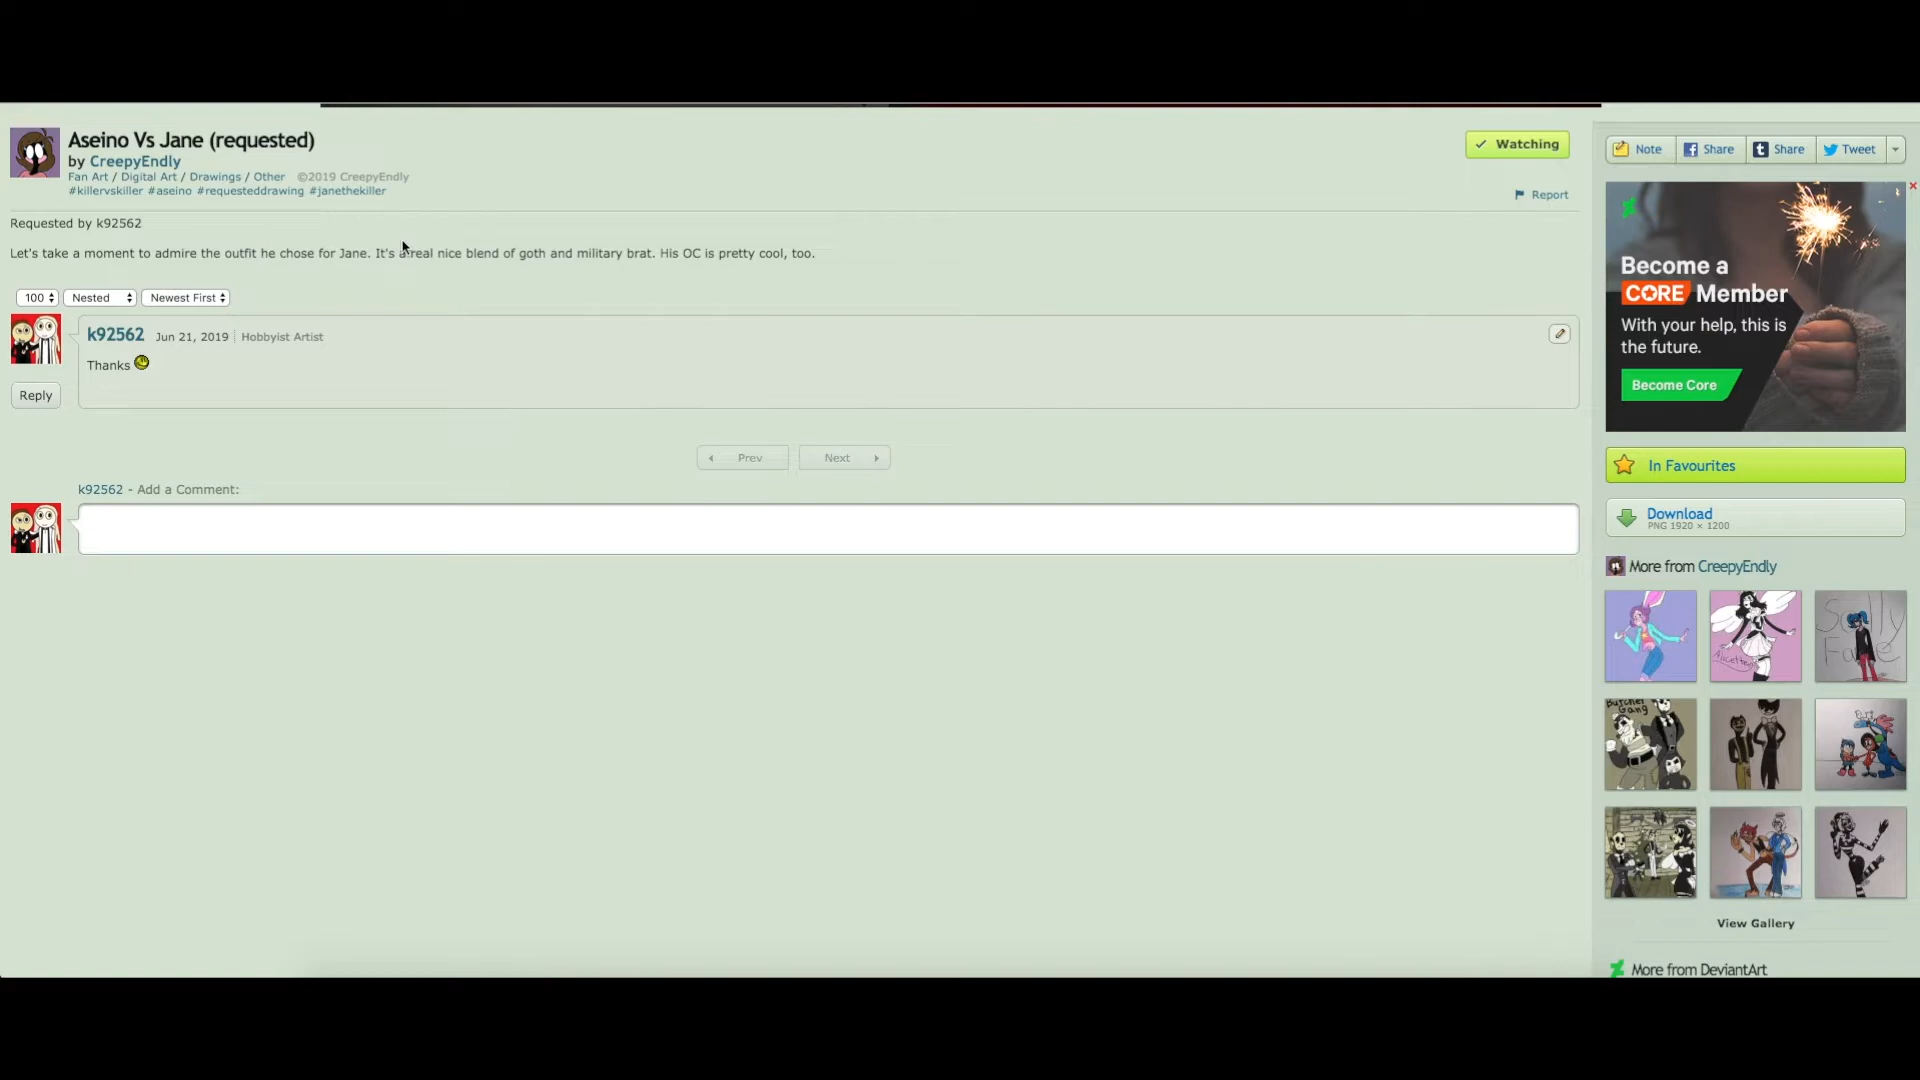 Aseino Vs Jane (requested)
by CreepyEndly
Fan Art / Digital Art / Drawings / Other ©2019 CreepyEndly
#killervskiller #aseino #requesteddrawing #janethekiller
Watching
Report
Requested by k92562
Let's take a moment to admire the outfit he chose for Jane. It's a real nice blend of goth and military brat. His OC is pretty cool, too.
100 Nested Newest First
k92562 Jun 21, 2019 Hobbyist Artist
Thanks
Reply
Prev Next
k92562 - Add a Comment:
Note Share Share Tweet
Become a
CORE Member
With your help, this is
the future.
Become Core
In Favourites
Download
PNG 1920 × 1200
More from CreepyEndly
Sally
Face
Butcher
Gang
View Gallery
More from DeviantArt